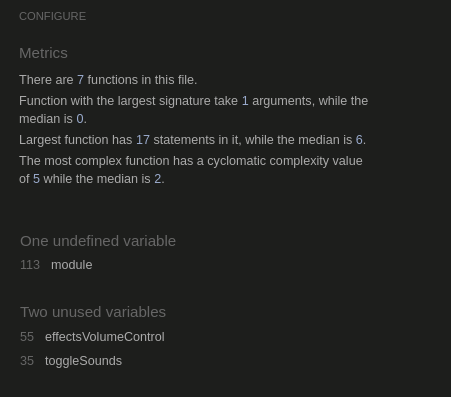 CONFIGURE
Metrics
There are 7 functions in this file.
Function with the largest signature take 1 arguments, while the
median is 0.
Largest function has 17 statements in it, while the median is 6.
The most complex function has a cyclomatic complexity value
of 5 while the median is 2.
One undefined variable
113 module
Two unused variables
55 effectsVolumeControl
35 toggleSounds